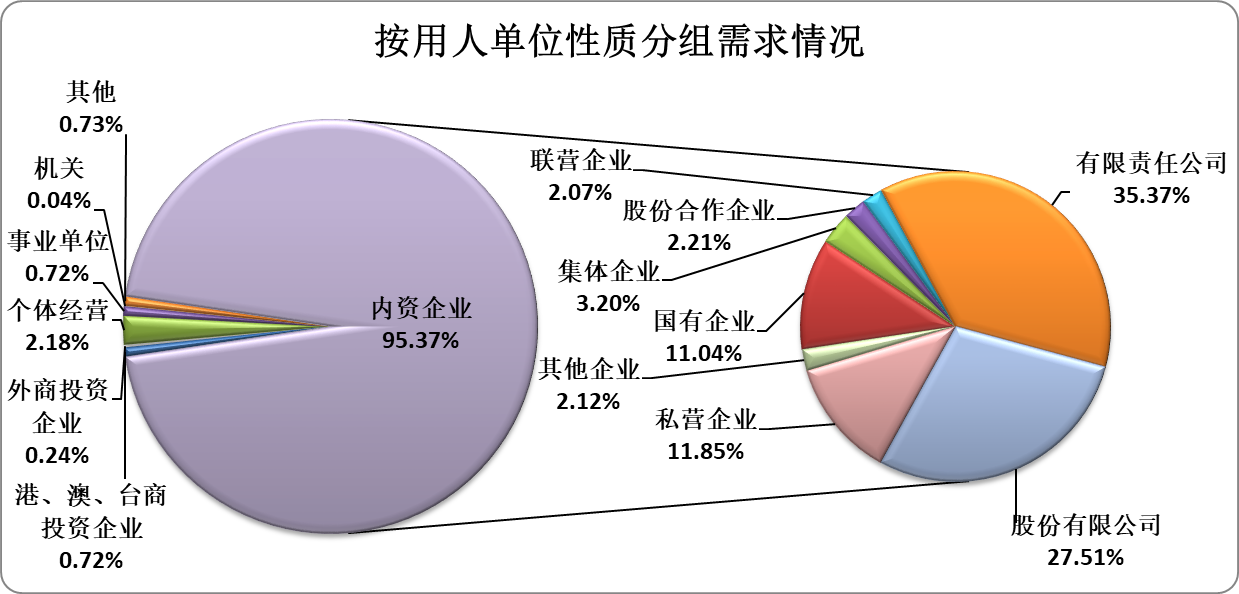 按用人单位性质分组需求情况
其他
0.73%
机关
0.04%
事业单位
0.72%
个体经营
2.18%
外商投资
企业
0.24%
港、澳、台商
投资企业
0.72%
内资企业
95.37%
联营企业
2.07%
股份合作企业
2.21%
集体企业
3.20%
国有企业
11.04%
其他企业
2.12%
私营企业
11.85%
有限责任公司
35.37%
股份有限公司
27.51%